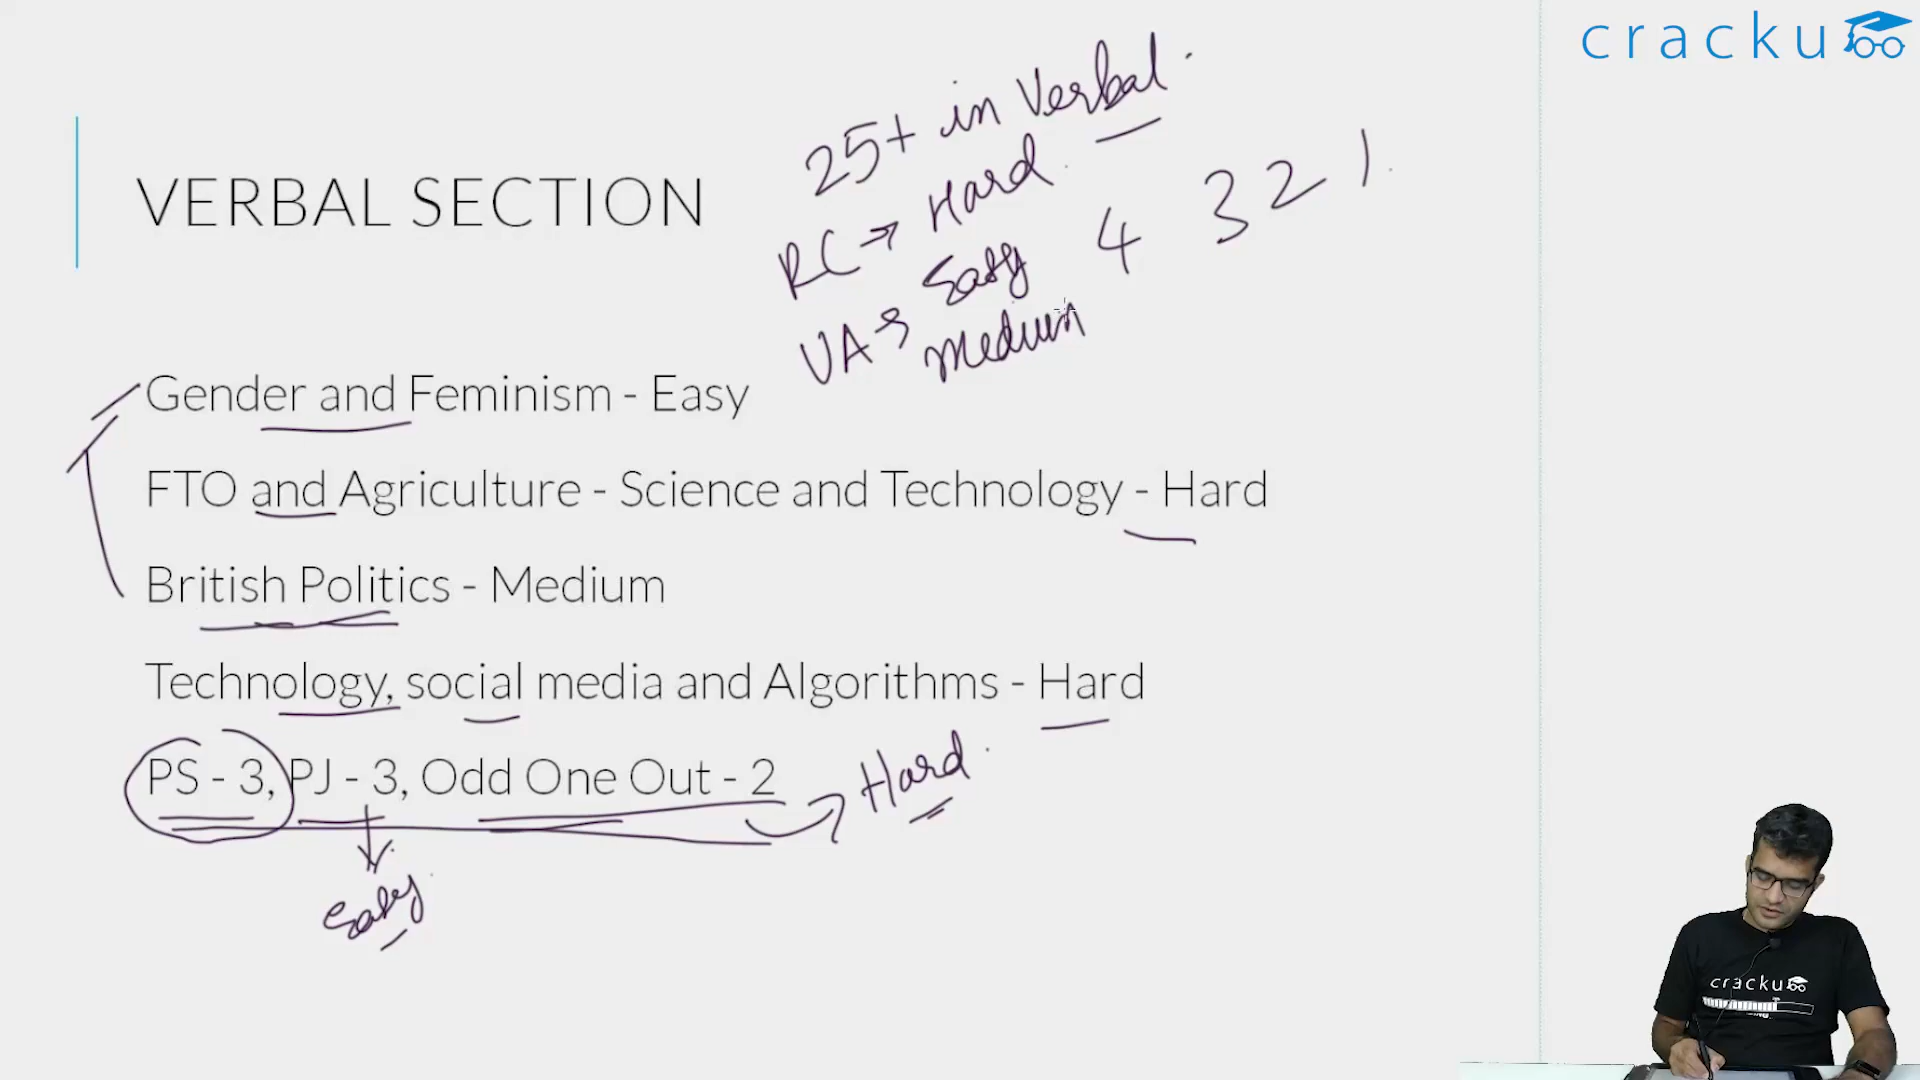 cracku
25+ in Verbal.
VERBAL SECTION
RC → Hard
Easy 4 3 2 1
VA → Medium
Gender and Feminism - Easy
FTO and Agriculture - Science and Technology - Hard
British Politics - Medium
Technology, social media and Algorithms - Hard
PS - 3, PJ - 3, Odd One Out - 2 → Hard
Easy
cracku